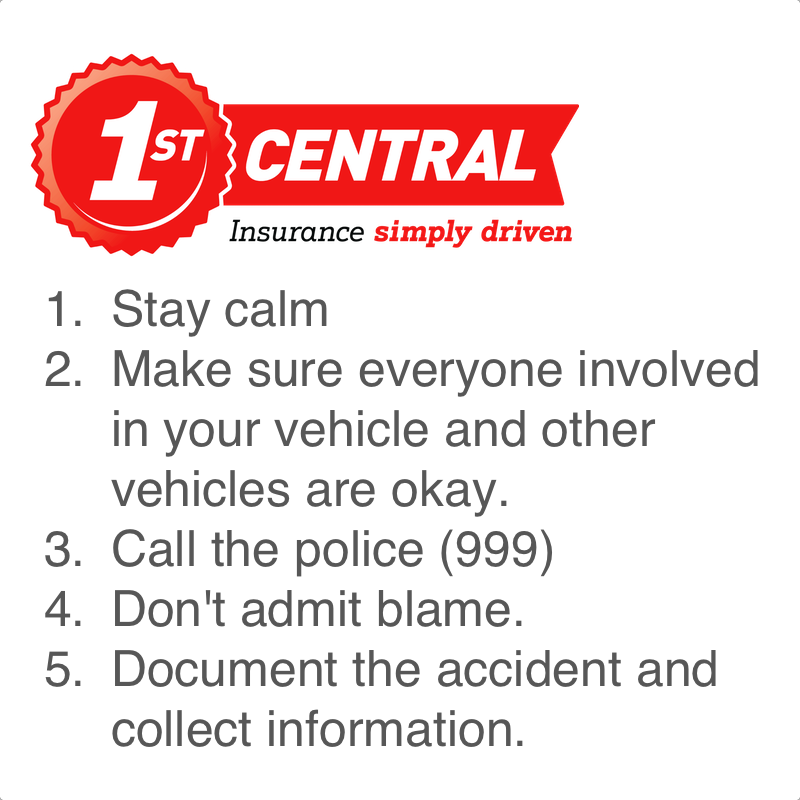 1ST CENTRAL
Insurance simply driven
1. Stay calm
2. Make sure everyone involved
in your vehicle and other
vehicles are okay.
3. Call the police (999)
4. Don't admit blame.
5. Document the accident and
collect information.